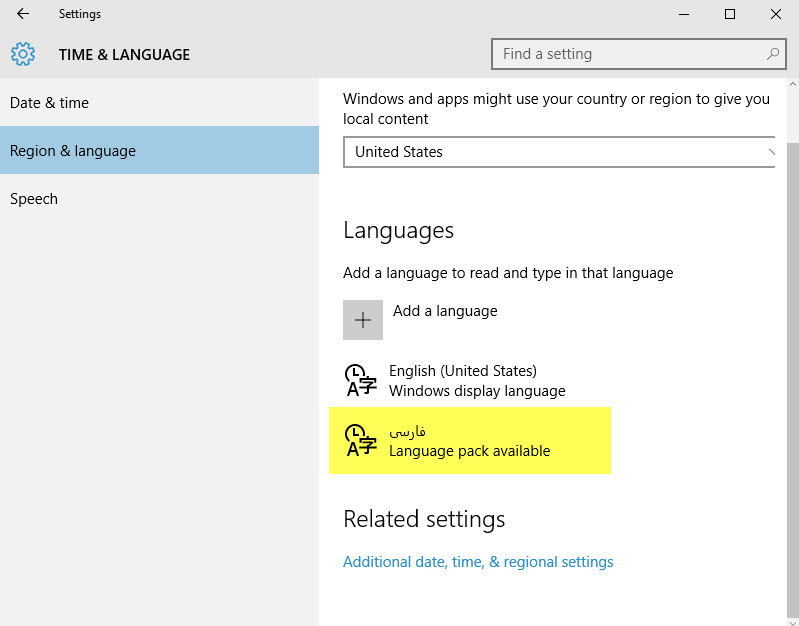 Settings
TIME & LANGUAGE
Find a setting
Date & time
Region & language
Speech
Windows and apps might use your country or region to give you
local content
United States
Languages
Add a language to read and type in that language
Add a language
English (United States)
Windows display language
فارسی
Language pack available
Related settings
Additional date, time, & regional settings